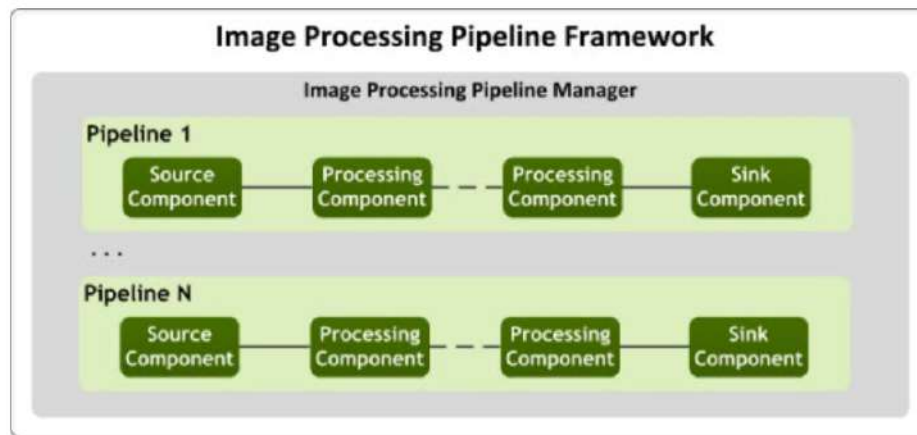 Image Processing Pipeline Framework
Image Processing Pipeline Manager
Pipeline 1
Source
Component
Processing
Component
Processing
Component
Sink
Component
...
Pipeline N
Source
Component
Processing
Component
Processing
Component
Sink
Component